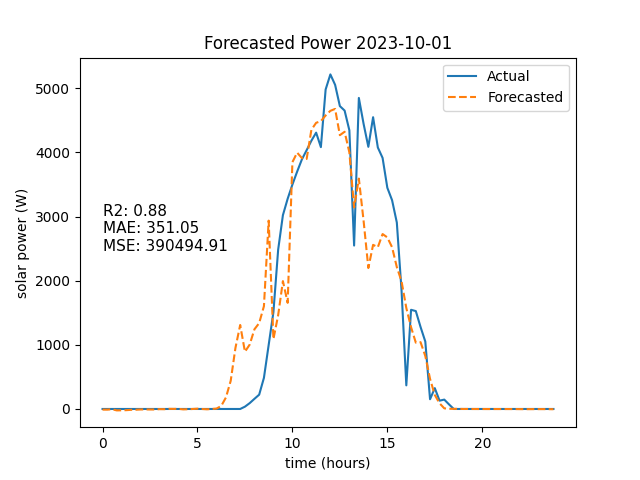 Forecasted Power 2023-10-01
Actual
Forecasted
R2: 0.88
MAE: 351.05
MSE: 390494.91
solar power (W)
5000
4000
3000
2000
1000
0
0 5 10 15 20
time (hours)